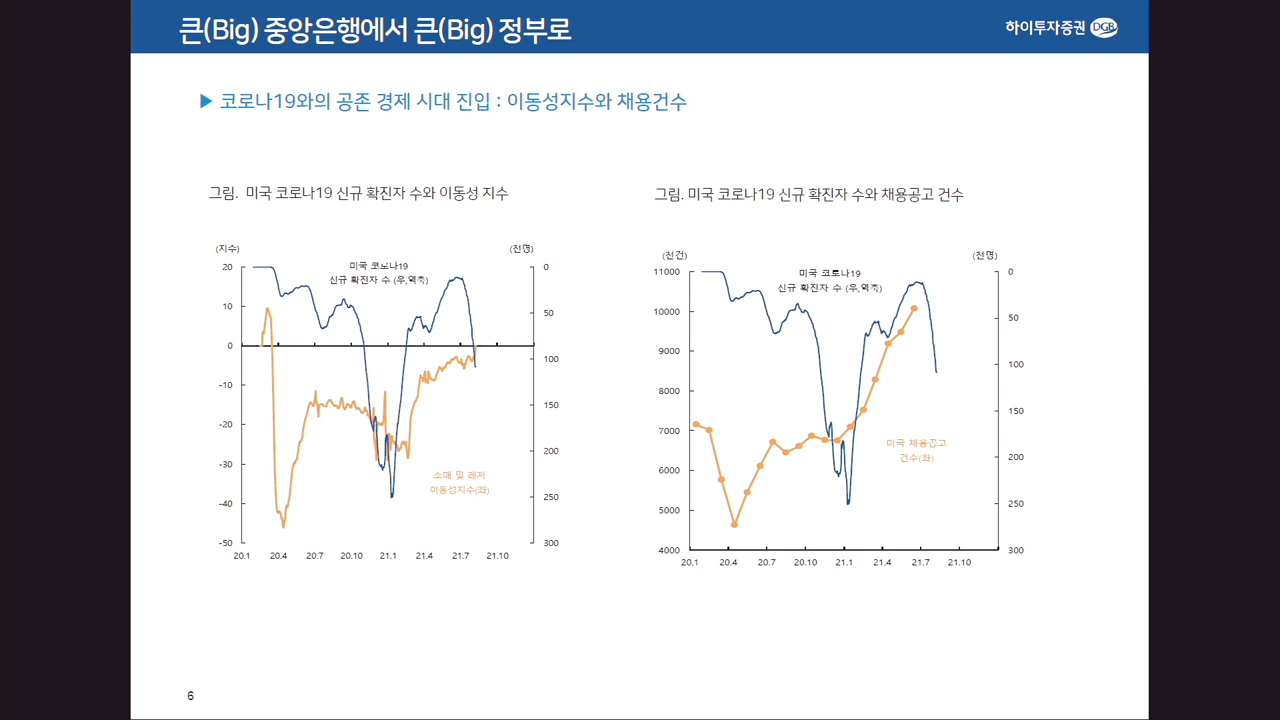 큰(Big) 중앙은행에서 큰(Big) 정부로
하이투자증권 DGB
▶ 코로나19와의 공존 경제 시대 진입 : 이동성지수와 채용건수
그림. 미국 코로나19 신규 확진자 수와 이동성 지수
(지수)
(천명)
미국 코로나19
신규 확진자 수 (우,역축)
20
10
0
-10
-20
-30
-40
-50
0
50
100
150
200
250
300
소매 및 레저
이동성지수(좌)
20.1 20.4 20.7 20.10 21.1 21.4 21.7 21.10
그림. 미국 코로나19 신규 확진자 수와 채용공고 건수
(천건)
(천명)
미국 코로나19
신규 확진자 수 (우,역축)
11000
10000
9000
8000
7000
6000
5000
4000
0
50
100
150
200
250
300
미국 채용공고
건수(좌)
20.1 20.4 20.7 20.10 21.1 21.4 21.7 21.10
6